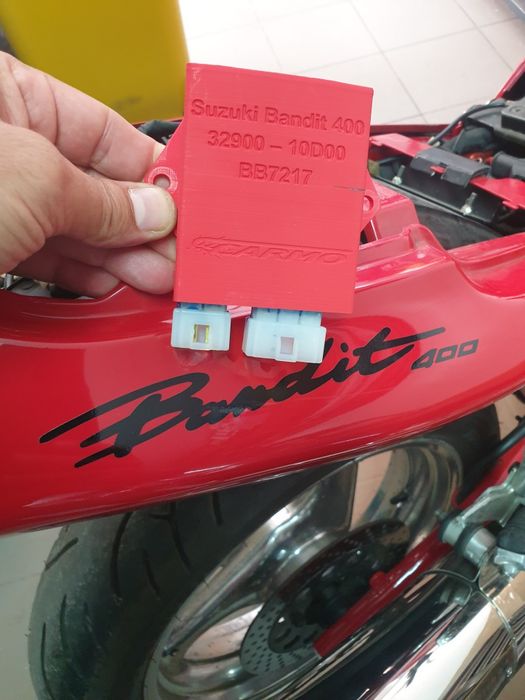 Suzuki Bandit 400
32900 - 10D00
BB7217
CARMO
Bandit 400